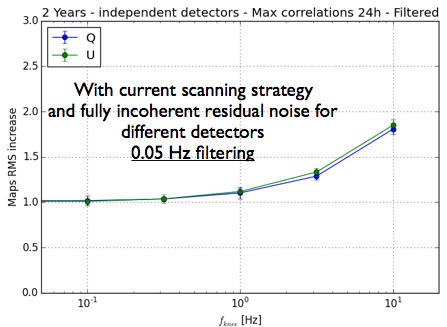 2 Years - independent detectors - Max correlations 24h - Filtered
3.0
2.5
2.0
1.5
1.0
0.5
0.0
Maps RMS increase
Q
U
With current scanning strategy
and fully incoherent residual noise for
different detectors
0.05 Hz filtering
10⁻¹
10⁰
10¹
f_knee [Hz]